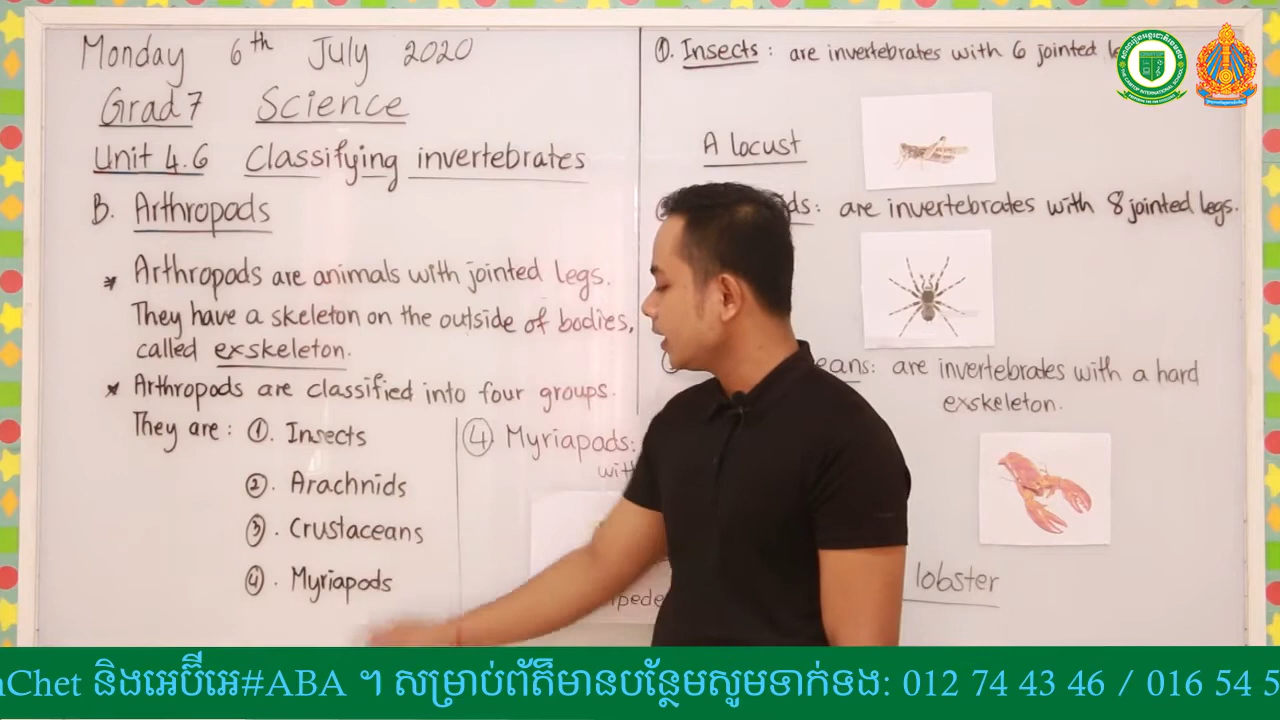 Monday 6th July 2020
Grad 7 Science
Unit 4.6 Classifying invertebrates
B. Arthropods
* Arthropods are animals with jointed legs.
They have a skeleton on the outside of bodies,
called exskeleton.
* Arthropods are classified into four groups.
They are : ①. Insects
②. Arachnids
③. Crustaceans
④. Myriapods
④ Myriapods:
with
①. Insects : are invertebrates with 6 jointed
A locust
ds: are invertebrates with 8 jointed legs.
eans: are invertebrates with a hard
exskeleton.
lobster
nChet និងអេប៊ីអេ#ABA ។ សម្រាប់ព័ត៌មានបន្ថែមសូមទាក់ទង: 012 74 43 46 / 016 54 5